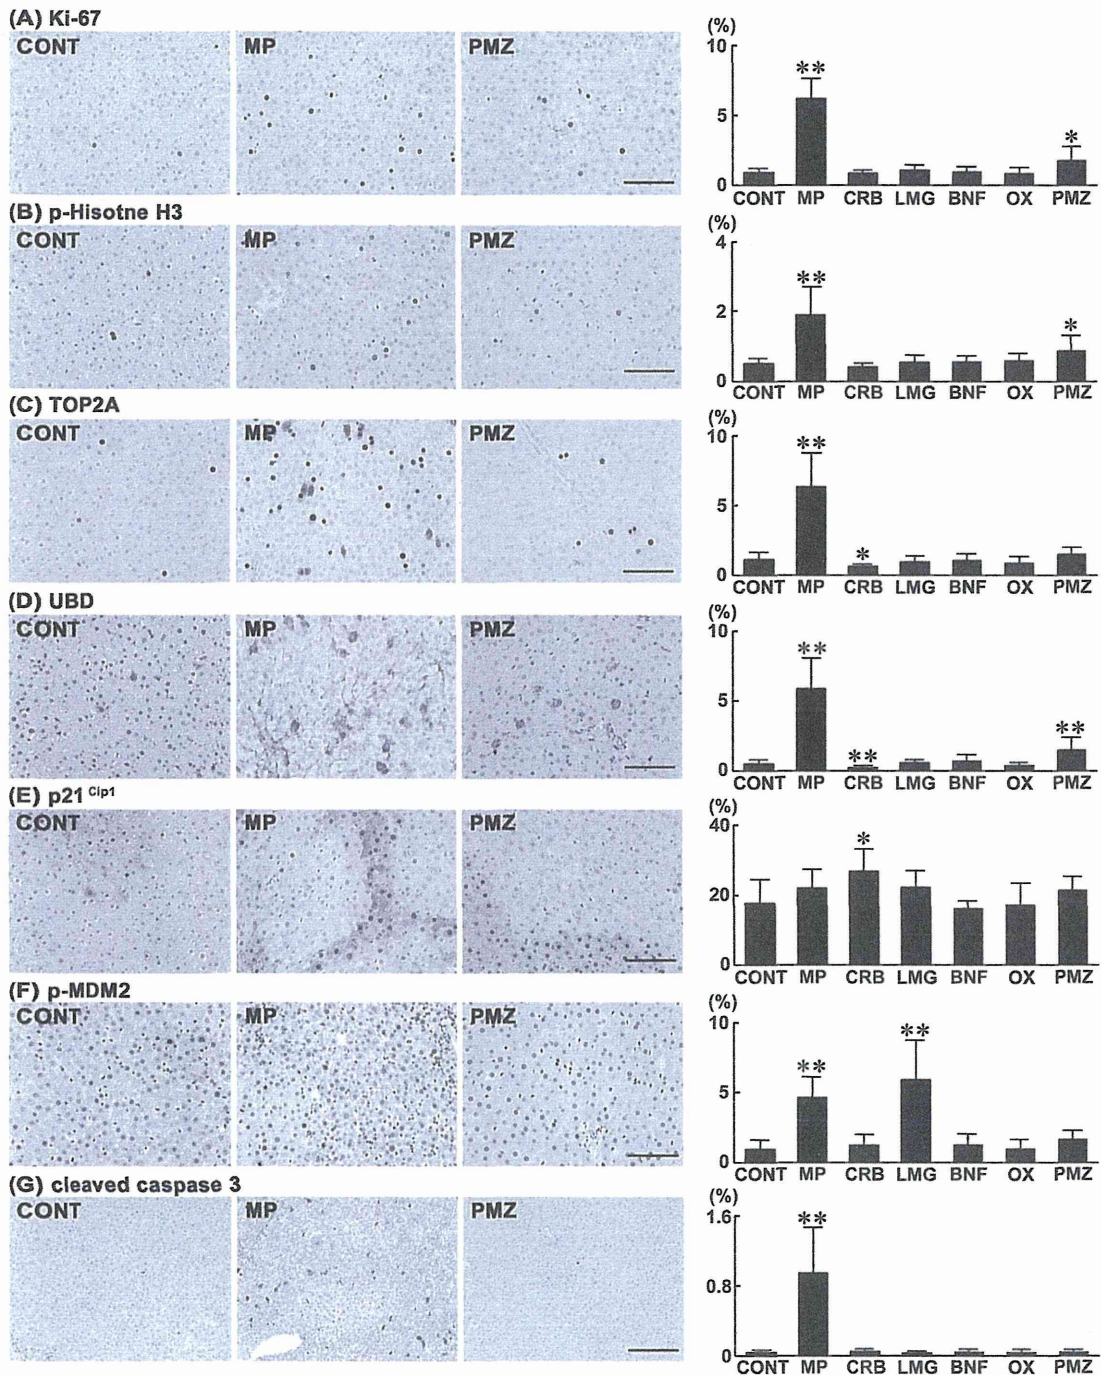 (A) Ki-67
CONT MP PMZ
(%)
10
5
0
** *
CONT MP CRB LMG BNF OX PMZ
(B) p-Hisotne H3
CONT MP PMZ
(%)
4
2
0
** *
CONT MP CRB LMG BNF OX PMZ
(C) TOP2A
CONT MP PMZ
(%)
10
5
0
** *
CONT MP CRB LMG BNF OX PMZ
(D) UBD
CONT MP PMZ
(%)
10
5
0
** ** **
CONT MP CRB LMG BNF OX PMZ
(E) p21 Cip1
CONT MP PMZ
(%)
40
20
0
*
CONT MP CRB LMG BNF OX PMZ
(F) p-MDM2
CONT MP PMZ
(%)
10
5
0
** **
CONT MP CRB LMG BNF OX PMZ
(G) cleaved caspase 3
CONT MP PMZ
(%)
1.6
0.8
0
**
CONT MP CRB LMG BNF OX PMZ